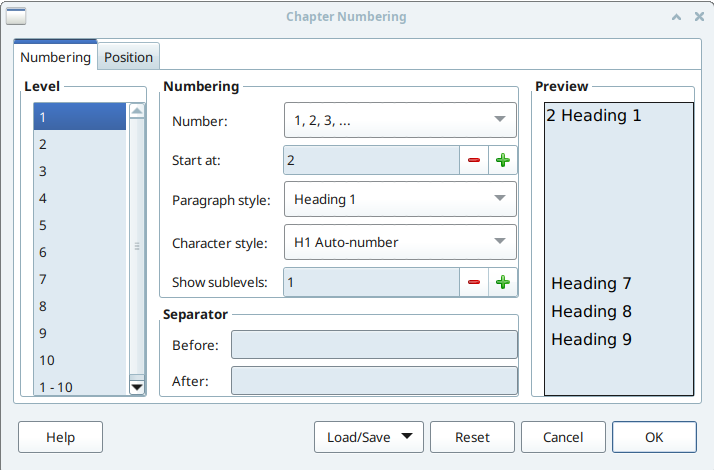 Chapter Numbering
Numbering
Position
Level
1
2
3
4
5
6
7
8
9
10
1 - 10
Numbering
Number:
1, 2, 3, ...
Start at:
2
Paragraph style:
Heading 1
Character style:
H1 Auto-number
Show sublevels:
1
Separator
Before:
After:
Preview
2 Heading 1
Heading 7
Heading 8
Heading 9
Help
Load/Save
Reset
Cancel
OK